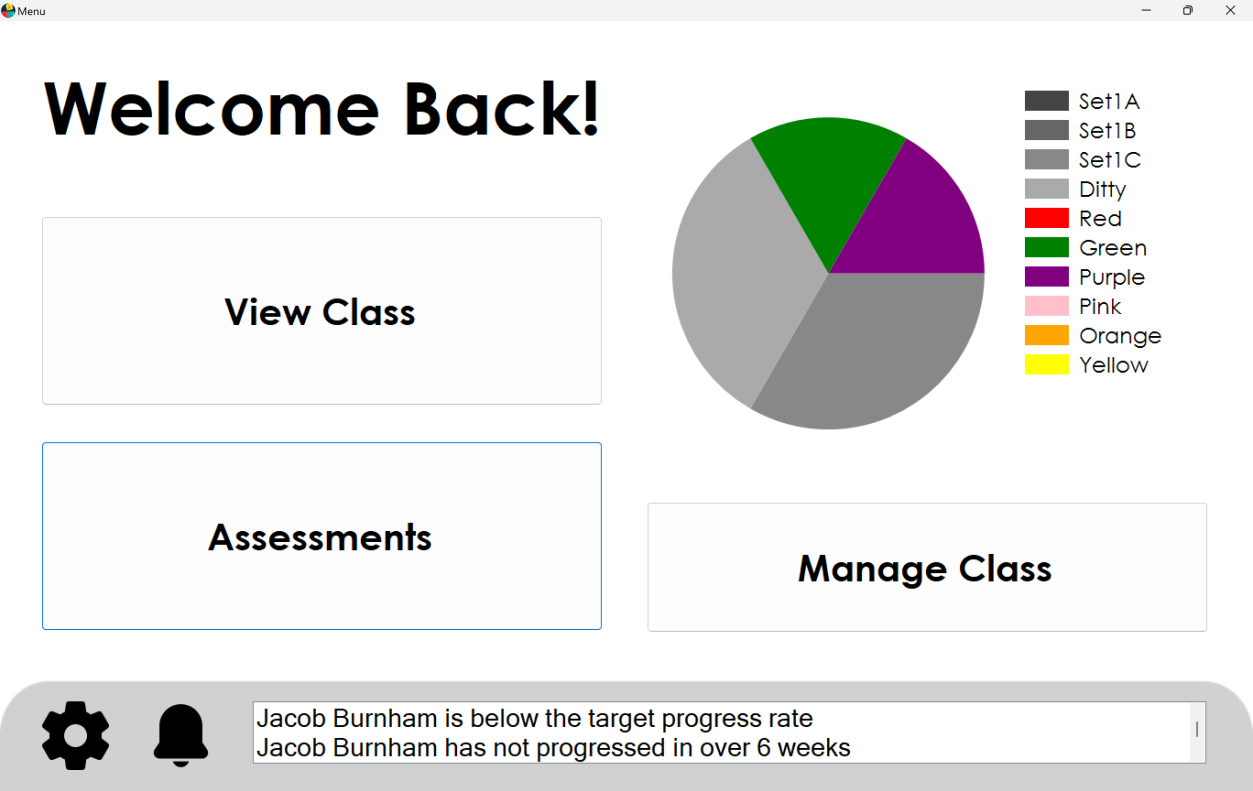 Menu
Welcome Back!
View Class
Assessments
Set1A
Set1B
Set1C
Ditty
Red
Green
Purple
Pink
Orange
Yellow
Manage Class
Jacob Burnham is below the target progress rate
Jacob Burnham has not progressed in over 6 weeks